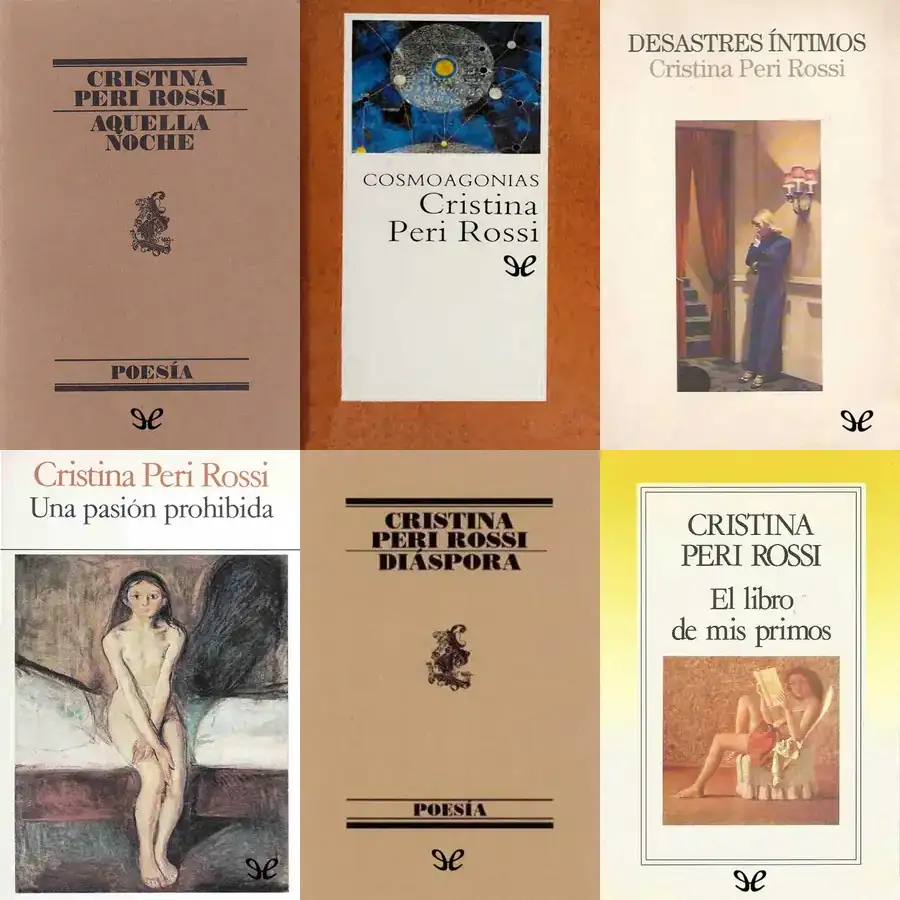 CRISTINA
PERI ROSSI
AQUELLA
NOCHE
POESÍA
COSMOAGONIAS
Cristina
Peri Rossi
DESASTRES ÍNTIMOS
Cristina Peri Rossi
Cristina Peri Rossi
Una pasión prohibida
CRISTINA
PERI ROSSI
DIÁSPORA
POESÍA
CRISTINA
PERI ROSSI
El libro
de mis primos